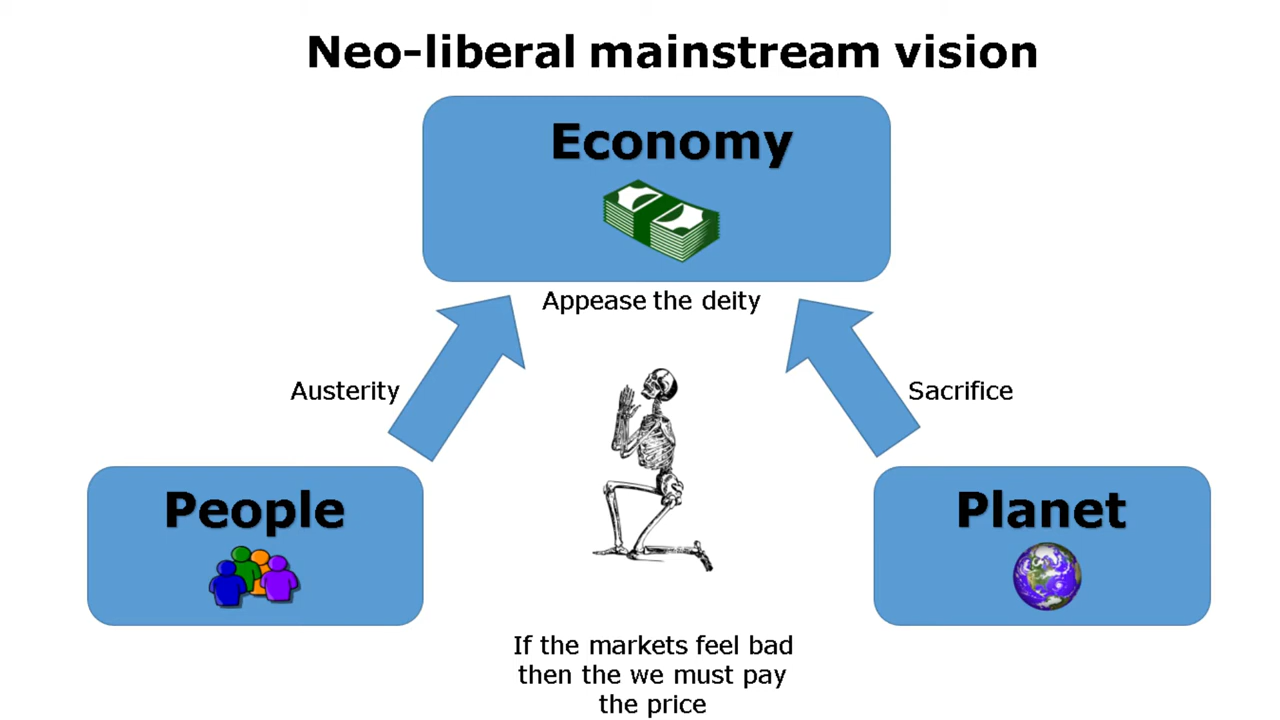 Neo-liberal mainstream vision
Economy
Appease the deity
Austerity
Sacrifice
People
Planet
If the markets feel bad
then the we must pay
the price